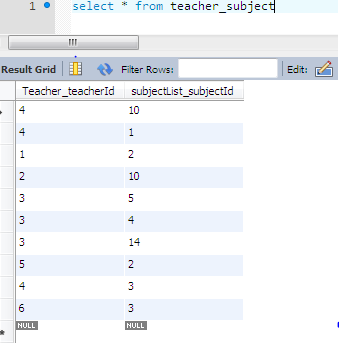 1 select * from teacher_subject
Result Grid Filter Rows: Edit:
Teacher_teacherId subjectList_subjectId
4 10
4 1
1 2
2 10
3 5
3 4
3 14
5 2
4 3
6 3
* NULL NULL